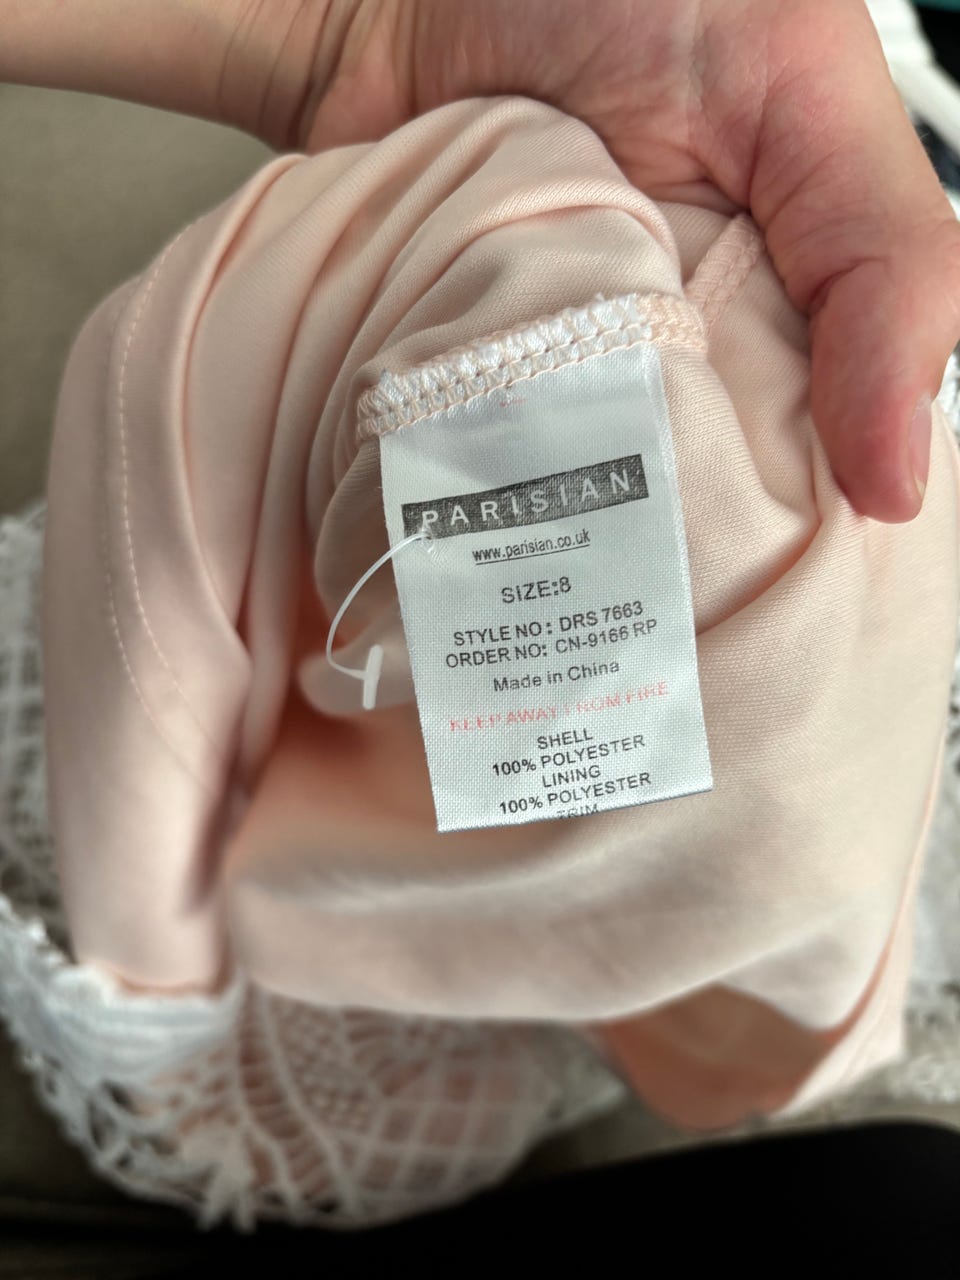 PARISIAN
www.parisian.co.uk
SIZE:8
STYLE NO: DRS 7663
ORDER NO: CN-9166 RP
Made in China
KEEP AWAY FROM FIRE
SHELL
100% POLYESTER
LINING
100% POLYESTER
TRIM